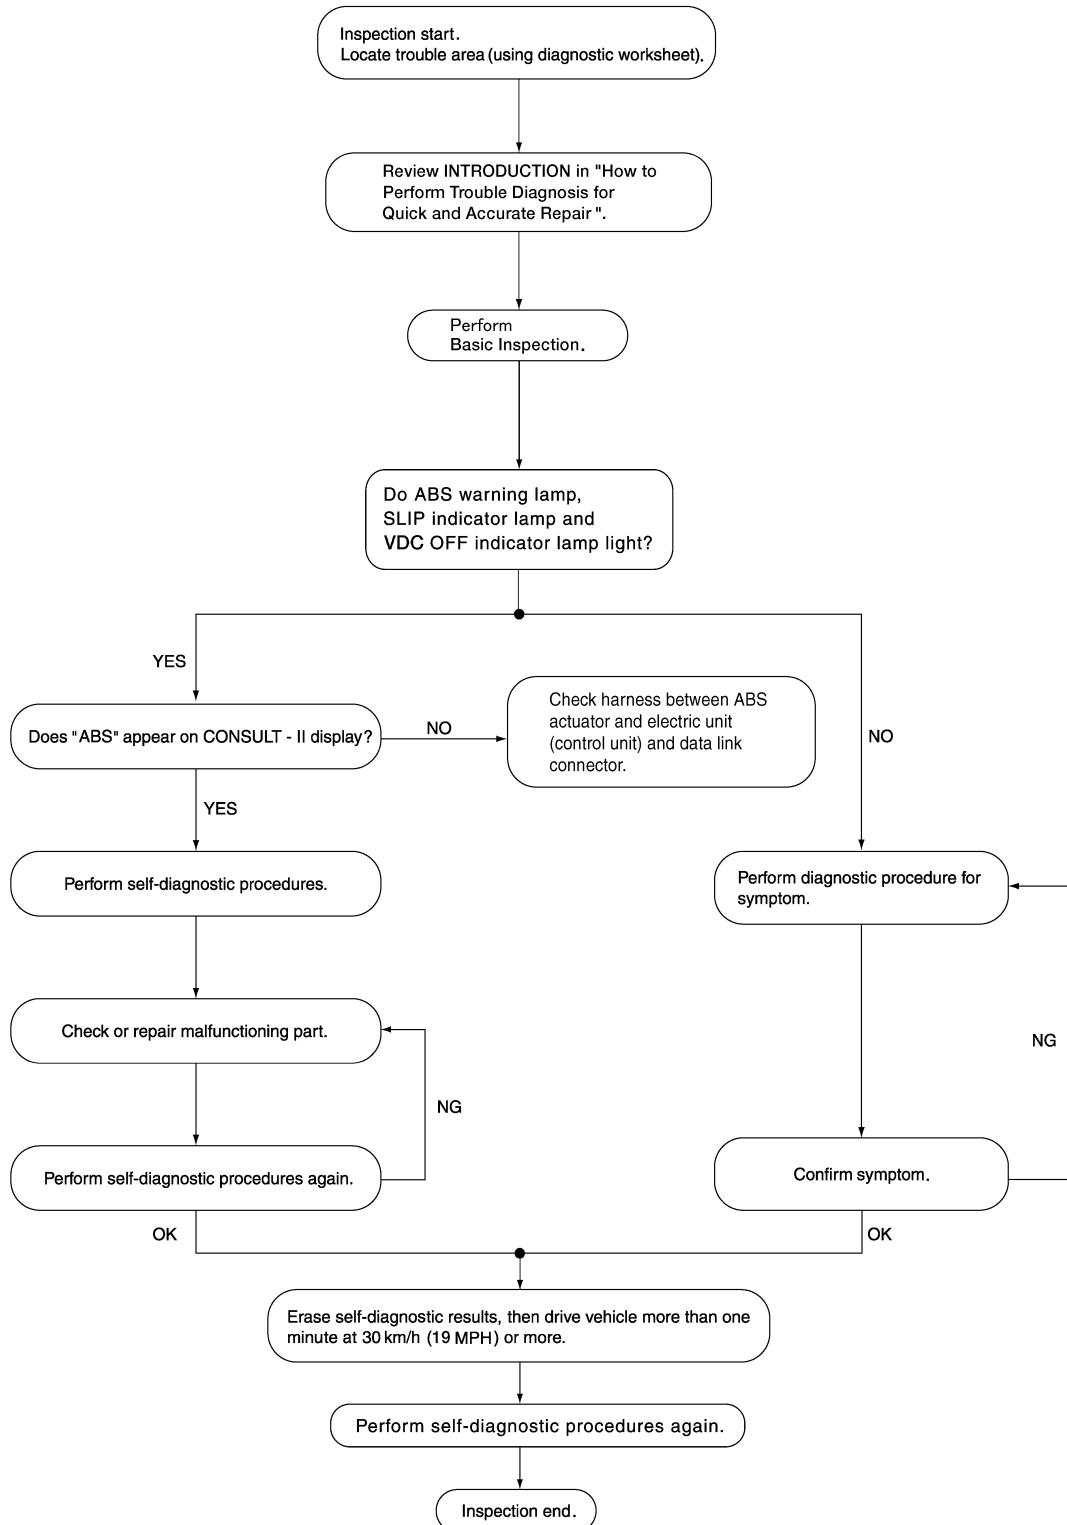 Inspection start.
Locate trouble area (using diagnostic worksheet).
Review INTRODUCTION in "How to
Perform Trouble Diagnosis for
Quick and Accurate Repair ".
Perform
Basic Inspection.
Do ABS warning lamp,
SLIP indicator lamp and
VDC OFF indicator lamp light?
YES
NO
Does "ABS" appear on CONSULT - II display?
NO
Check harness between ABS
actuator and electric unit
(control unit) and data link
connector.
YES
Perform self-diagnostic procedures.
Perform diagnostic procedure for
symptom.
Check or repair malfunctioning part.
NG
NG
Perform self-diagnostic procedures again.
Confirm symptom.
OK
OK
Erase self-diagnostic results, then drive vehicle more than one
minute at 30 km/h (19 MPH) or more.
Perform self-diagnostic procedures again.
Inspection end.